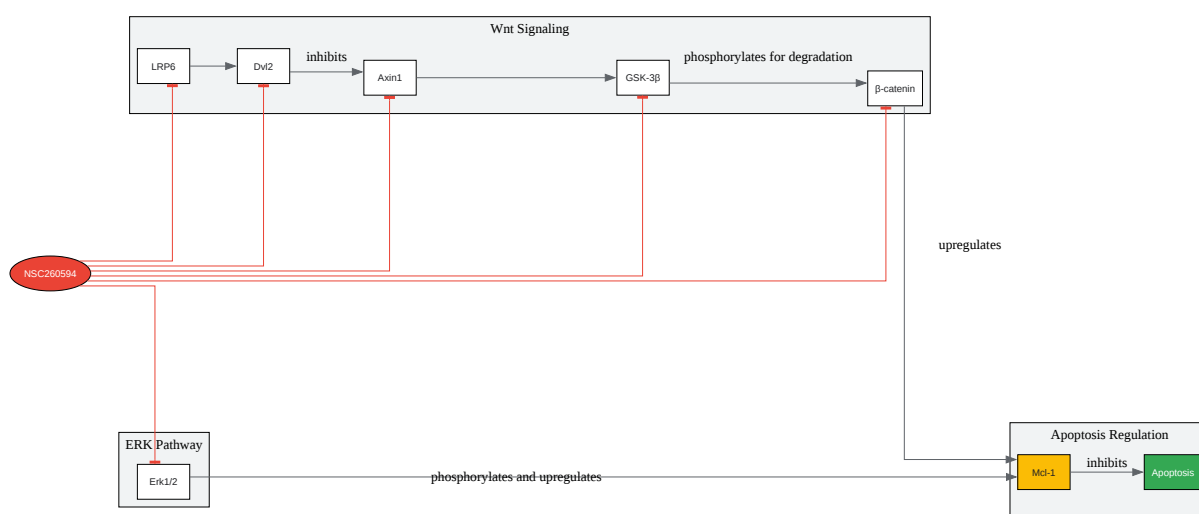 Wnt Signaling
LRP6
Dvl2
inhibits
Axin1
GSK-3β
phosphorylates for degradation
β-catenin
upregulates
NSC260594
ERK Pathway
Erk1/2
phosphorylates and upregulates
Apoptosis Regulation
Mcl-1
inhibits
Apoptosis